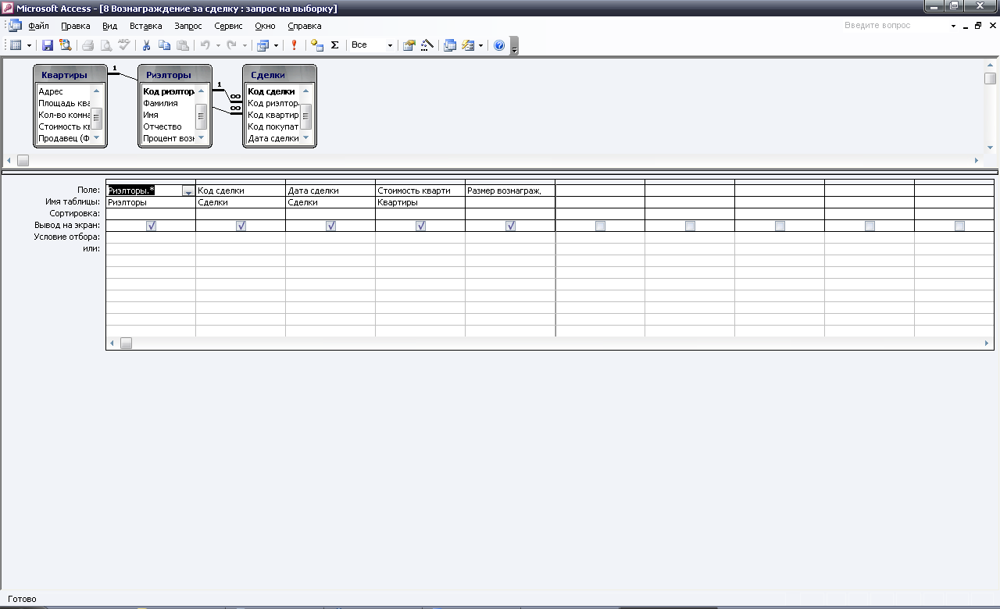 Microsoft Access - [8 Вознаграждение за сделку : запрос на выборку]
Файл Правка Вид Вставка Запрос Сервис Окно Справка Введите вопрос
Все
Квартиры
Адрес
Площадь ква
Кол-во комна
Стоимость кв
Продавец (Ф
1
Риэлторы
Код риэлтор
Фамилия
Имя
Отчество
Процент возн
1
∞
∞
Сделки
Код сделки
Код риэлтор
Код квартир
Код покупат
Дата сделки
Поле: Риэлторы.* Код сделки Дата сделки Стоимость кварти Размер вознаграж,
Имя таблицы: Риэлторы Сделки Сделки Квартиры
Сортировка:
Вывод на экран:
Условие отбора:
или:
Готово